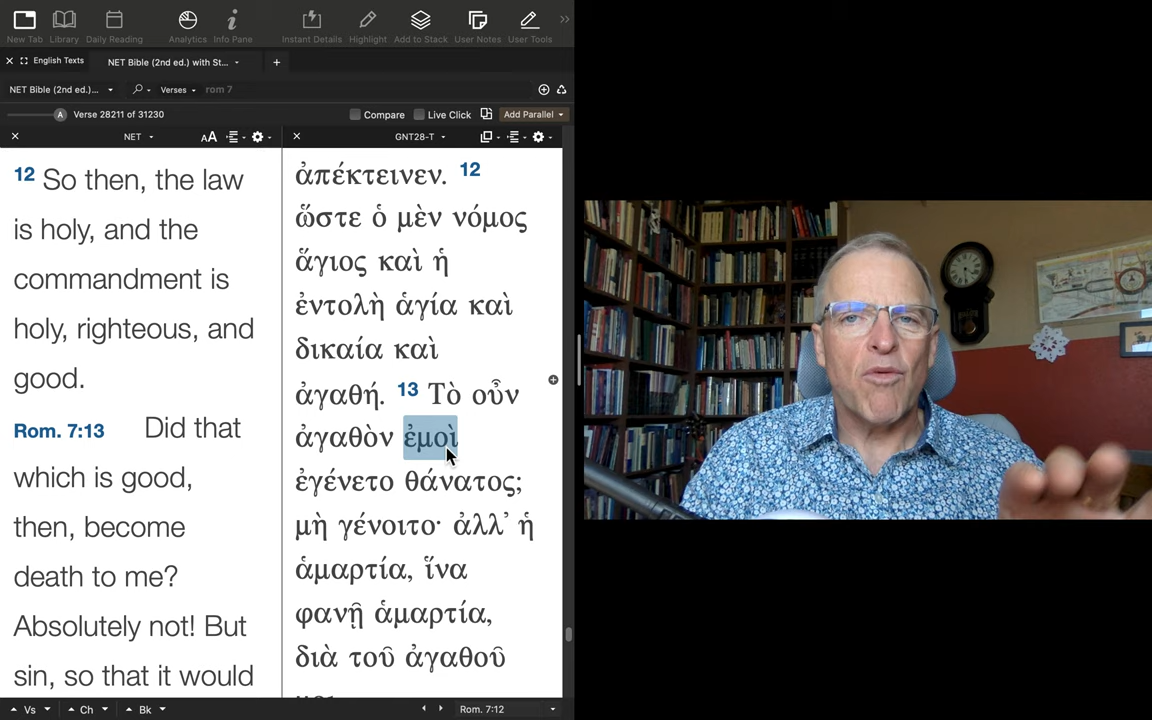 New Tab Library Daily Reading Analytics Info Pane Instant Details Highlight Add to Stack User Notes User Tools
English Texts NET Bible (2nd ed.) with St...
NET Bible (2nd ed.)... Verses rom 7
A Verse 28211 of 31230 Compare Live Click Add Parallel
NET AA GNT28-T
12 So then, the law
is holy, and the
commandment is
holy, righteous, and
good.
Rom. 7:13 Did that
which is good,
then, become
death to me?
Absolutely not! But
sin, so that it would
ἀπέκτεινεν. 12
ὥστε ὁ μὲν νόμος
ἅγιος καὶ ἡ
ἐντολὴ ἁγία καὶ
δικαία καὶ
ἀγαθή. 13 Τὸ οὖν
ἀγαθὸν ἐμοὶ
ἐγένετο θάνατος;
μὴ γένοιτο· ἀλλ’ ἡ
ἁμαρτία, ἵνα
φανῇ ἁμαρτία,
διὰ τοῦ ἀγαθοῦ
Vs Ch Bk Rom. 7:12